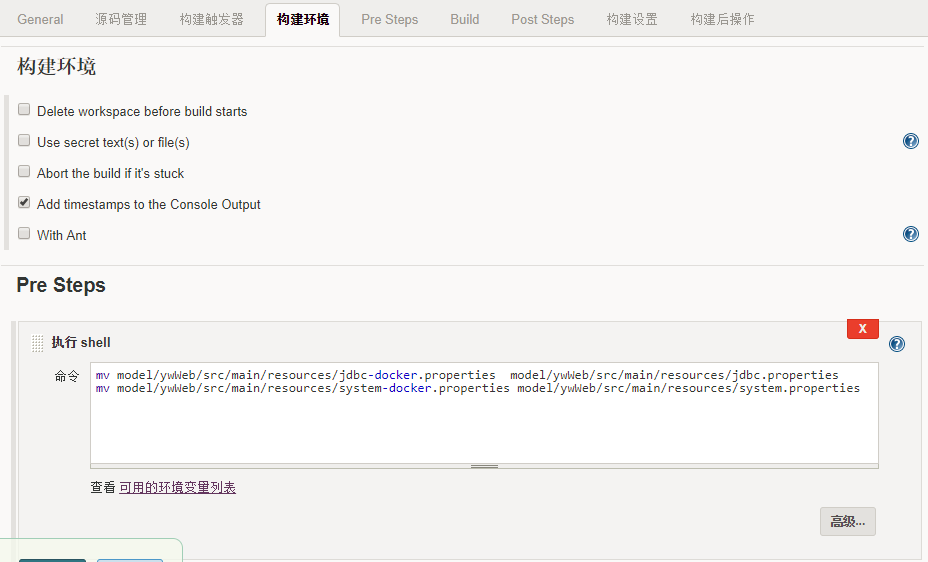 General 源码管理 构建触发器 构建环境 Pre Steps Build Post Steps 构建设置 构建后操作
构建环境
Delete workspace before build starts
Use secret text(s) or file(s)
Abort the build if it's stuck
Add timestamps to the Console Output
With Ant
Pre Steps
X
执行 shell
命令
mv model/ywWeb/src/main/resources/jdbc-docker.properties  model/ywWeb/src/main/resources/jdbc.properties
mv model/ywWeb/src/main/resources/system-docker.properties model/ywWeb/src/main/resources/system.properties
查看 可用的环境变量列表
高级...